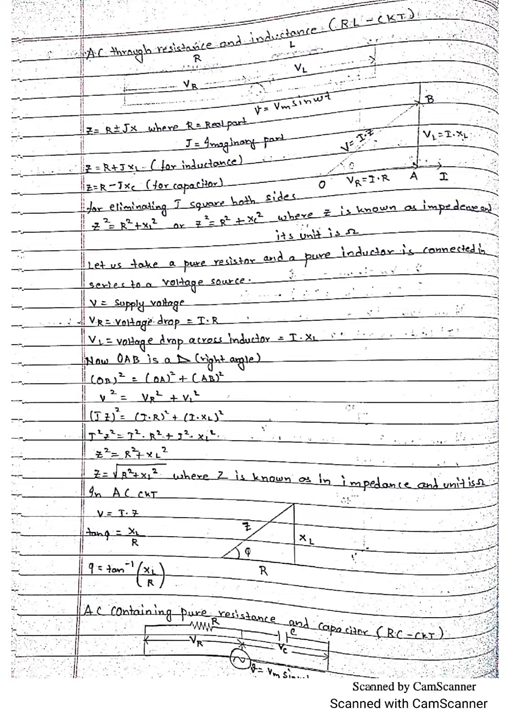 AC through resistance and inductance (RL-CKT)
R L
VR VL
V = Vm sinωt
Z = R ± Jx where R = Real part
J = Imaginary part
Z = R + JXL (for inductance)
Z = R - JXC (for capacitor)
for eliminating J square both sides
Z² = R² + XL² or Z² = R² + XC² where Z is known as impedence and
its unit is Ω
B
V = I.Z
VL = I.XL
O VR = I.R A I
Let us take a pure resistor and a pure inductor is connected in
series to a voltage source.
V = supply voltage
VR = voltage drop = I.R
VL = voltage drop across inductor = I.XL
Now OAB is a ⊿ (right angle)
(OB)² = (OA)² + (AB)²
V² = VR² + VL²
(IZ)² = (I.R)² + (I.XL)²
I²Z² = I².R² + I².XL²
Z² = R² + XL²
Z = √R²+XL² where Z is known as in impedance and unit is Ω
In AC CKT
V = I.Z
tanφ = XL/R
φ = tan⁻¹(XL/R)
Z XL
φ
R
AC containing pure resistance and capacitor (RC-CKT)
R C
VR VC
V = Vm sin
Scanned by CamScanner
Scanned with CamScanner